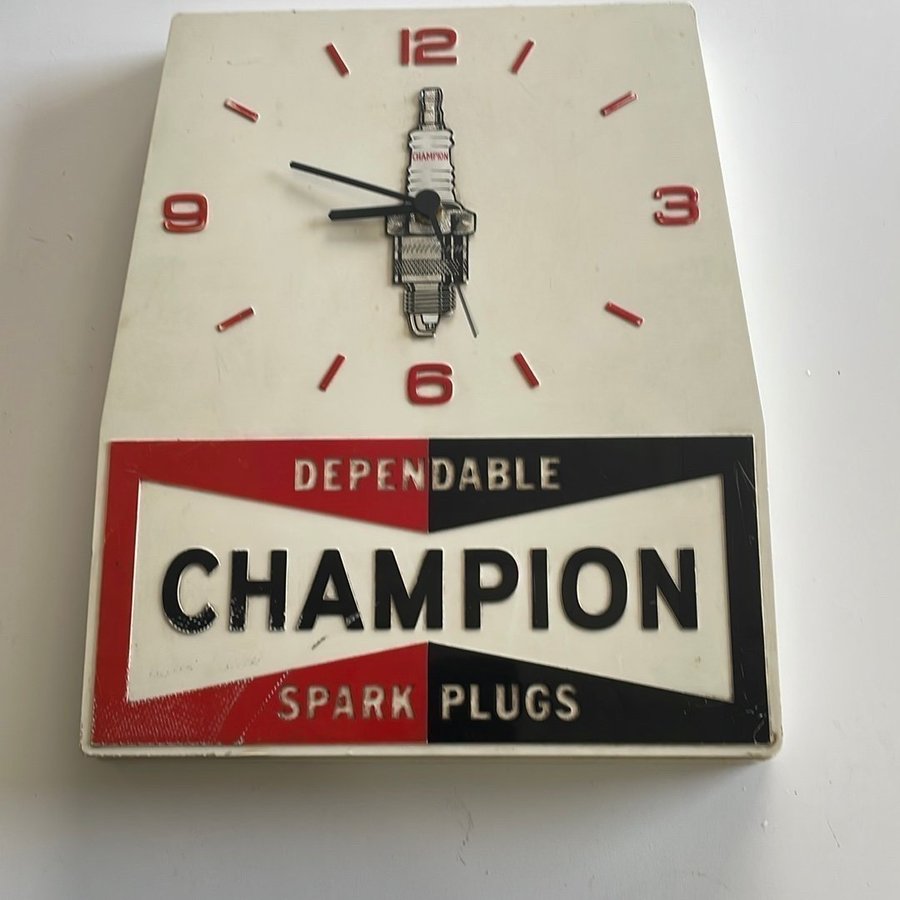 12
CHAMPION
9
3
6
DEPENDABLE
CHAMPION
SPARK PLUGS